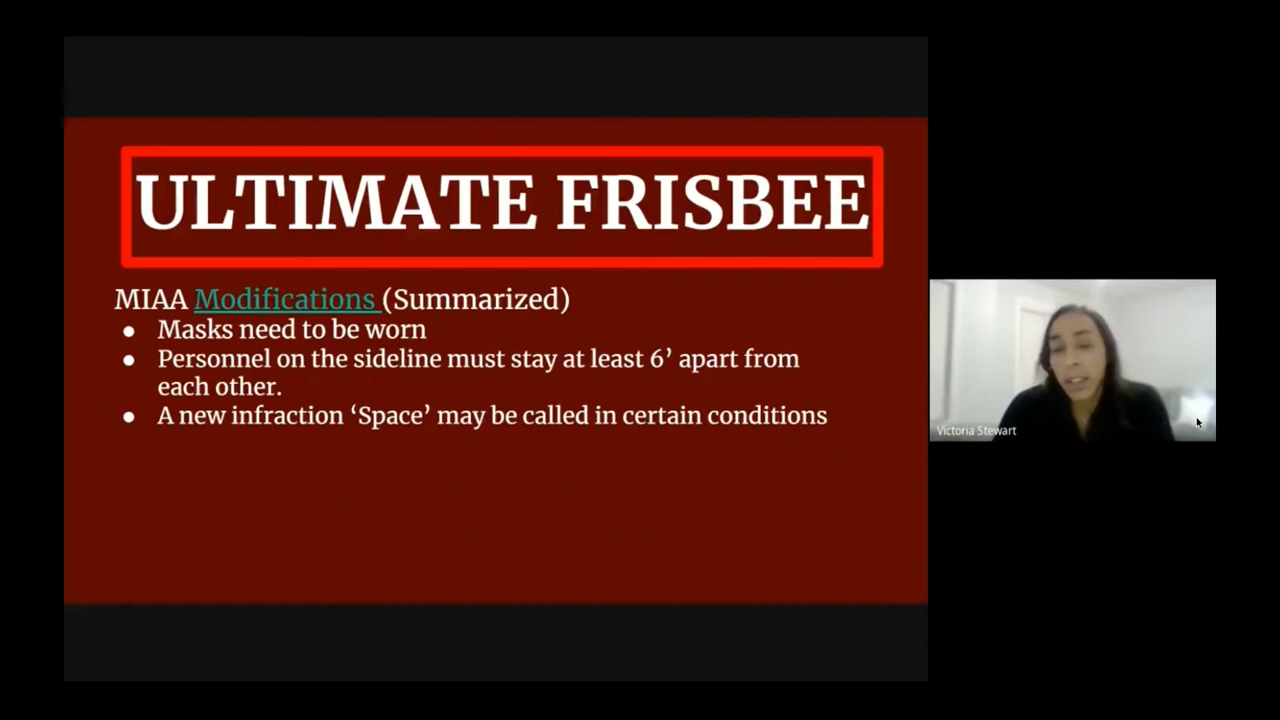 ULTIMATE FRISBEE
MIAA Modifications (Summarized)
● Masks need to be worn
● Personnel on the sideline must stay at least 6’ apart from
each other.
● A new infraction ‘Space’ may be called in certain conditions
Victoria Stewart